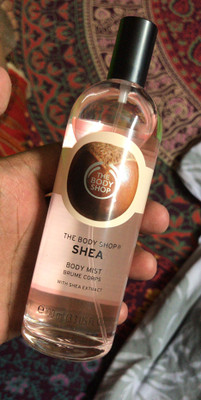 THE
BODY
SHOP
THE BODY SHOP®
SHEA
BODY MIST
BRUME CORPS
WITH SHEA EXTRACT